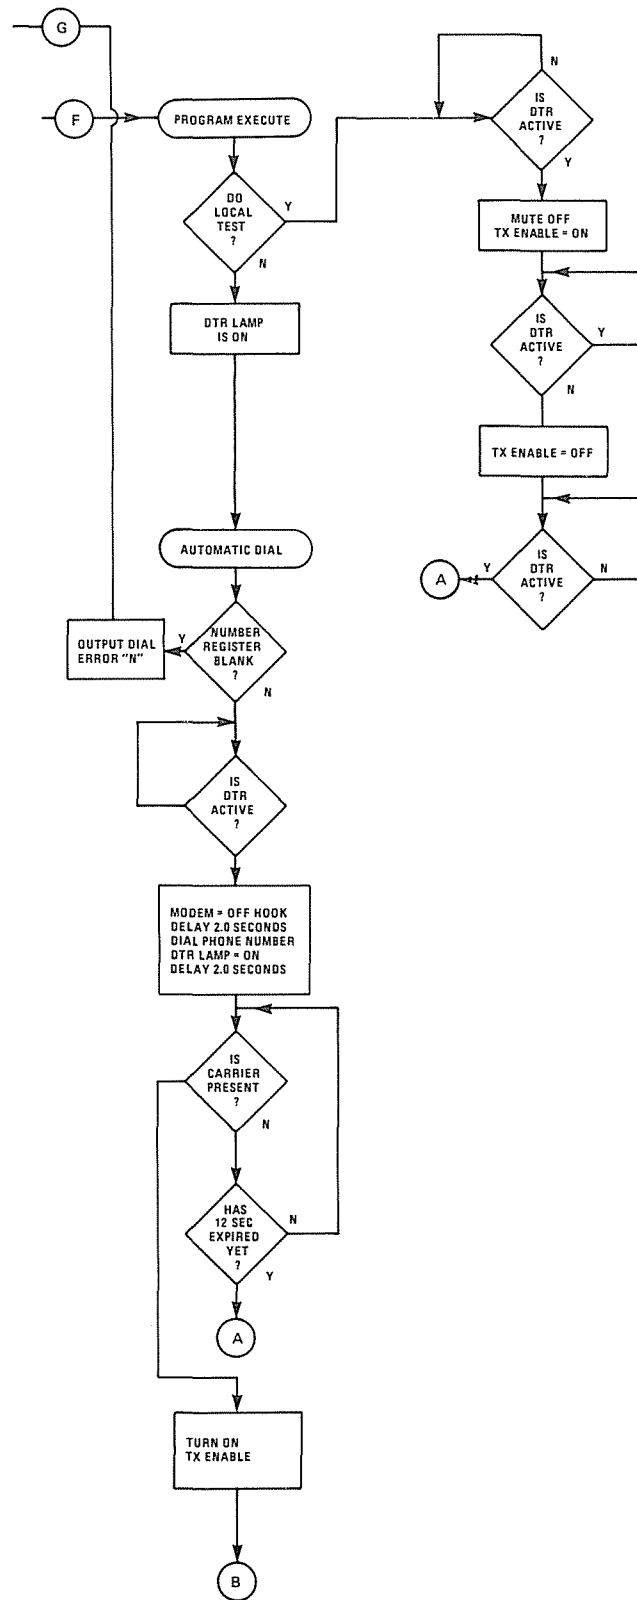 G
F
PROGRAM EXECUTE
DO
LOCAL
TEST
?
Y
N
DTR LAMP
IS ON
AUTOMATIC DIAL
NUMBER
REGISTER
BLANK
?
Y
N
OUTPUT DIAL
ERROR "N"
IS
DTR
ACTIVE
?
MODEM = OFF HOOK
DELAY 2.0 SECONDS
DIAL PHONE NUMBER
DTR LAMP = ON
DELAY 2.0 SECONDS
IS
CARRIER
PRESENT
?
N
HAS
12 SEC
EXPIRED
YET
?
N
Y
A
TURN ON
TX ENABLE
B
N
IS
DTR
ACTIVE
?
Y
MUTE OFF
TX ENABLE = ON
IS
DTR
ACTIVE
?
Y
N
TX ENABLE = OFF
IS
DTR
ACTIVE
?
Y
N
A